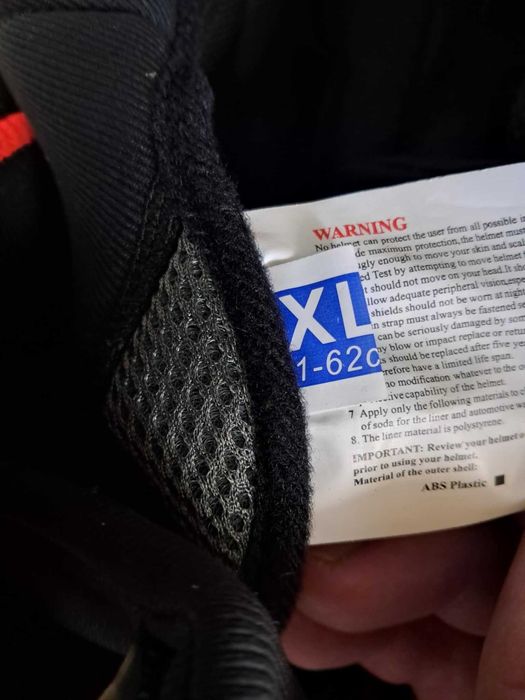 WARNING
No helmet can protect the user from all possible
de maximum protection, the helmet must
ugly enough to move your skin and
ed Test by attempting to move helmet
t should not move on your head. It
llow adequate peripheral vision,
shields should not be worn at night
n strap must always be fastened
can be seriously damaged by
ny blow or impact replace or
s should be replaced after five
refore have a limited life span.
no modification whatever to the
ive capability of the helmet.
7 Apply only the following materials to
of soda for the liner and automotive
8. The liner material is polystyrene.
IMPORTANT: Review your helmet
prior to using your helmet.
Material of the outer shell:
ABS Plastic ■
XL
1-62c